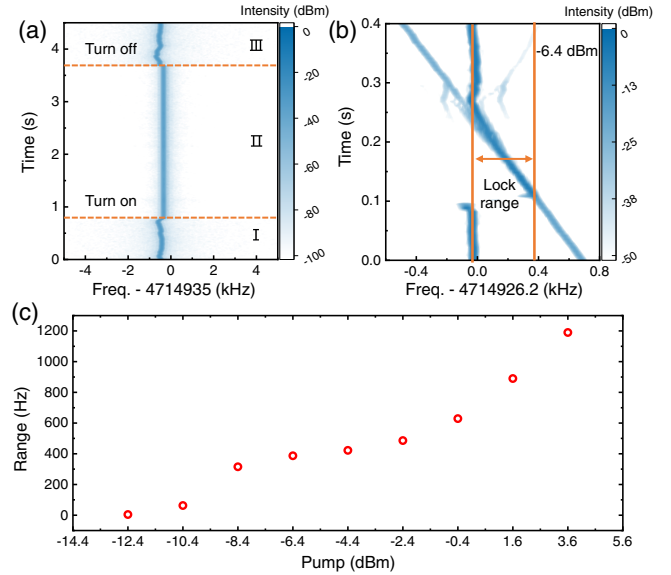 (a)
Intensity (dBm)
Turn off
III
II
Turn on
I
Time (s)
0
1
2
3
4
-4
-2
0
2
4
Freq. - 4714935 (kHz)
0
-20
-40
-60
-80
-100
(b)
Intensity (dBm)
-6.4 dBm
Lock
range
Time (s)
0.0
0.1
0.2
0.3
0.4
-0.4
0.0
0.4
0.8
Freq. - 4714926.2 (kHz)
0
-13
-25
-38
-50
(c)
Range (Hz)
1200
1000
800
600
400
200
0
-14.4 -12.4 -10.4 -8.4 -6.4 -4.4 -2.4 -0.4 1.6 3.6 5.6
Pump (dBm)